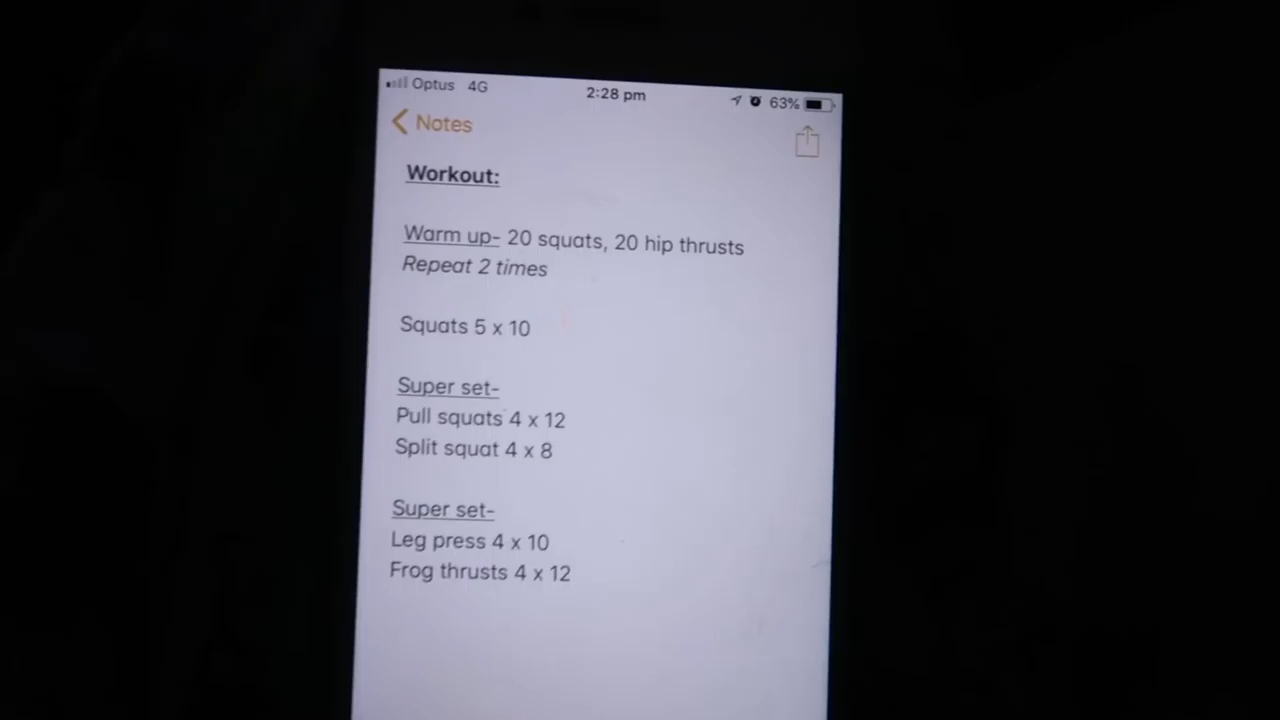 Optus 4G 2:28 pm 63%
Notes
Workout:
Warm up- 20 squats, 20 hip thrusts
Repeat 2 times
Squats 5 x 10
Super set-
Pull squats 4 x 12
Split squat 4 x 8
Super set-
Leg press 4 x 10
Frog thrusts 4 x 12